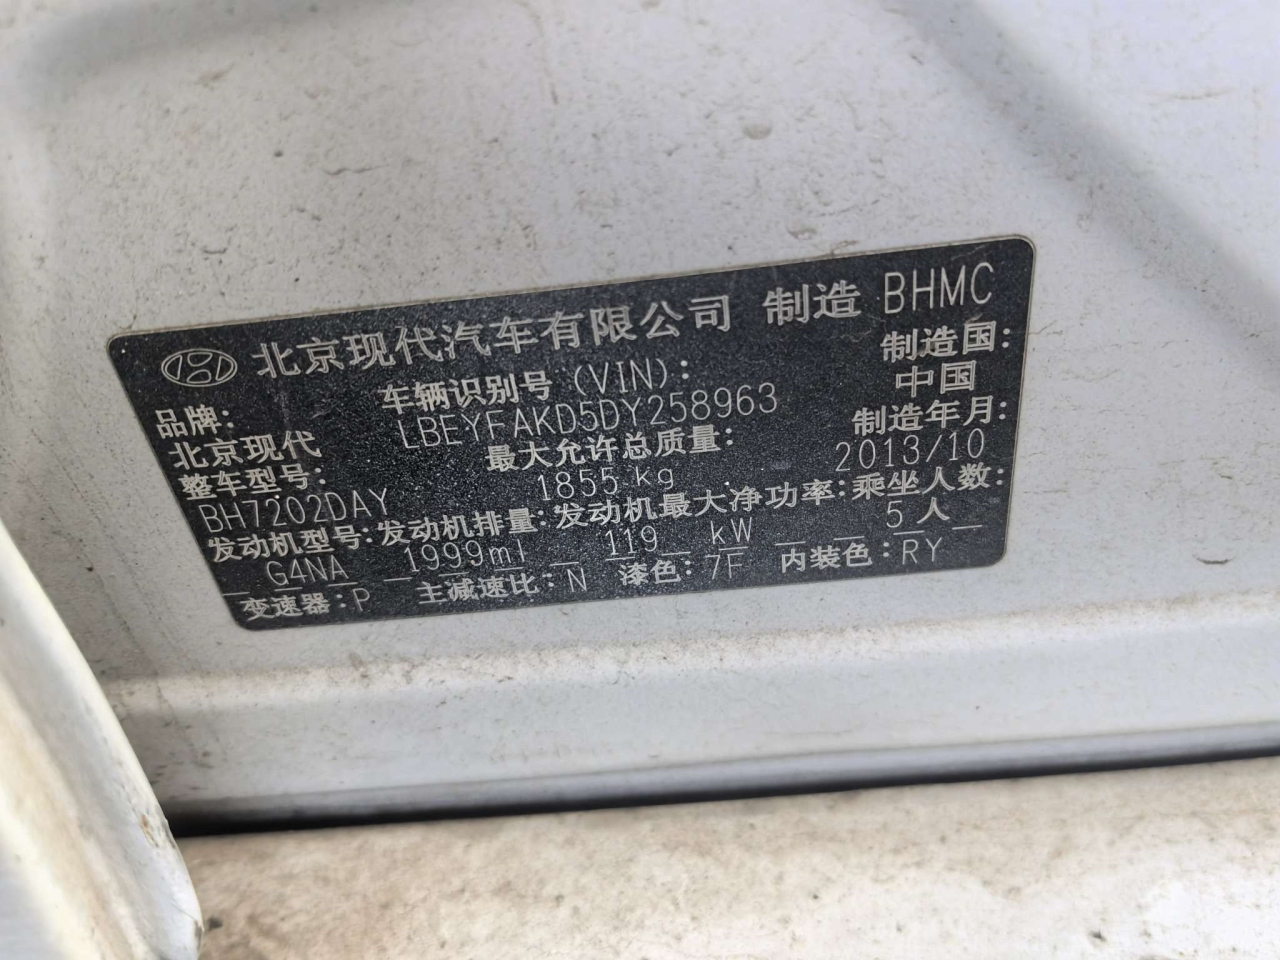 北京现代汽车有限公司 制造 BHMC
品牌: 车辆识别号 (VIN): 制造国:
北京现代 LBEYFAKD5DY258963 中国
整车型号: 最大允许总质量: 制造年月:
BH7202DAY 1855 kg 2013/10
发动机型号: 发动机排量: 发动机最大净功率: 乘坐人数:
G4NA 1999ml 119 kW 5 人
变速器: P 主减速比: N 漆色: 7F 内装色: RY